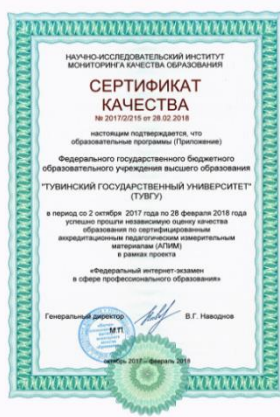 НАУЧНО-ИССЛЕДОВАТЕЛЬСКИЙ ИНСТИТУТ
МОНИТОРИНГА КАЧЕСТВА ОБРАЗОВАНИЯ
СЕРТИФИКАТ
КАЧЕСТВА
№ 2017/2/215 от 28.02.2018
настоящим подтверждается, что
образовательные программы (Приложение)
Федерального государственного бюджетного
образовательного учреждения высшего образования
"ТУВИНСКИЙ ГОСУДАРСТВЕННЫЙ УНИВЕРСИТЕТ"
(ТУВГУ)
в период со 2 октября 2017 года по 28 февраля 2018 года
успешно прошли независимую оценку качества
образования по сертифицированным
аккредитационным педагогическим измерительным
материалам (АПИМ)
в рамках проекта
«Федеральный интернет-экзамен
в сфере профессионального образования»
Генеральный директор В.Г. Наводнов
М.П.
октябрь 2017 – февраль 2018